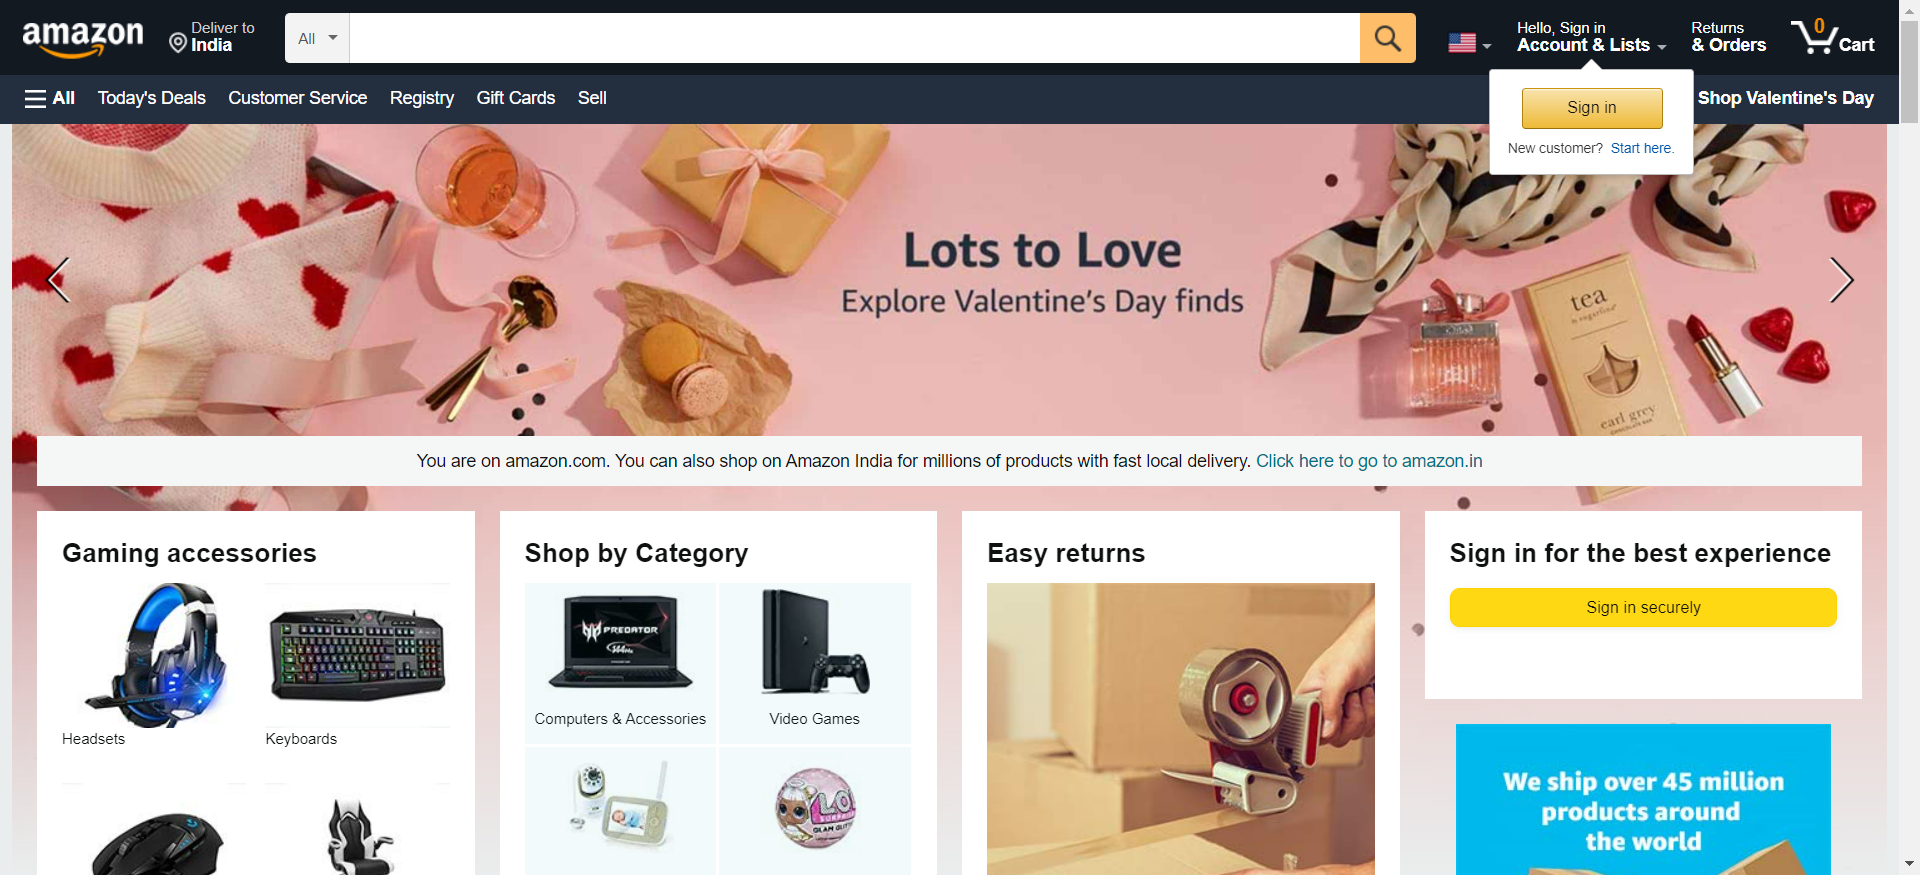 amazon
Deliver to
India
All
Hello, Sign in
Account & Lists
Returns
& Orders
0
Cart
All
Today's Deals
Customer Service
Registry
Gift Cards
Sell
Shop Valentine's Day
Sign in
New customer? Start here.
Lots to Love
Explore Valentine's Day finds
tea
earl grey
You are on amazon.com. You can also shop on Amazon India for millions of products with fast local delivery. Click here to go to amazon.in
Gaming accessories
Headsets
Keyboards
Shop by Category
PREDATOR
144Hz
Computers & Accessories
Video Games
L.O.L.
SURPRISE
GLAM GLITTER
Easy returns
Sign in for the best experience
Sign in securely
We ship over 45 million
products around
the world